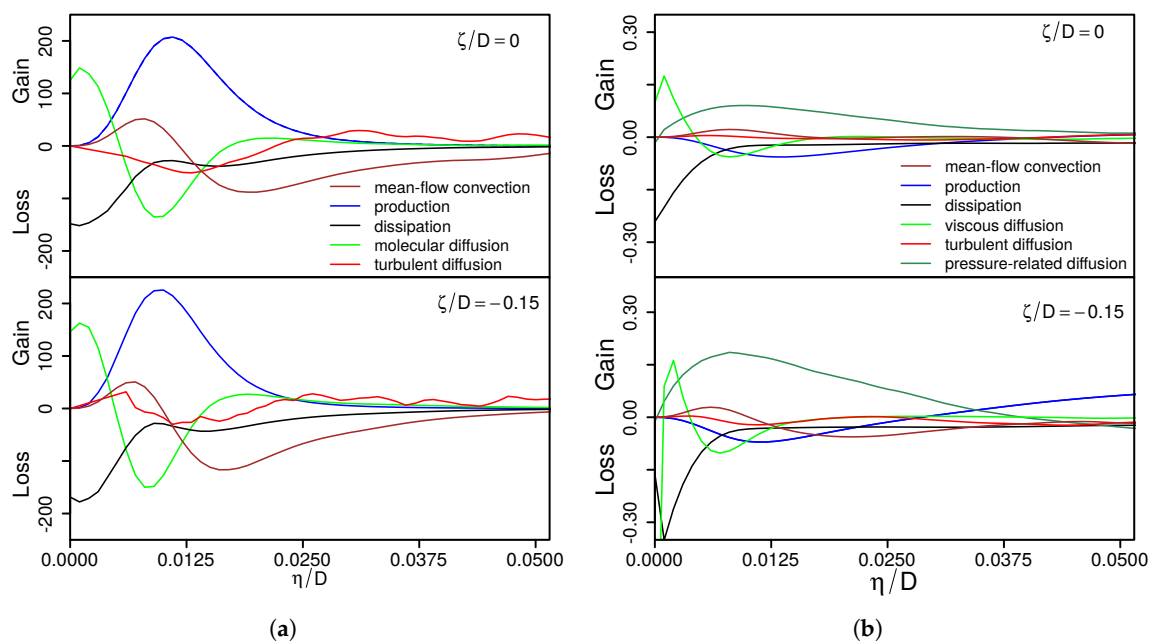 ζ/D = 0
Gain
Loss
200
100
0
-200
mean-flow convection
production
dissipation
molecular diffusion
turbulent diffusion
ζ/D = −0.15
Gain
Loss
200
100
0
-200
0.0000
0.0125
0.0250
0.0375
0.0500
η/D
(a)
ζ/D = 0
Gain
Loss
0.30
0.00
-0.30
mean-flow convection
production
dissipation
viscous diffusion
turbulent diffusion
pressure-related diffusion
ζ/D = −0.15
Gain
Loss
0.30
0.00
-0.30
0.0000
0.0125
0.0250
0.0375
0.0500
η/D
(b)